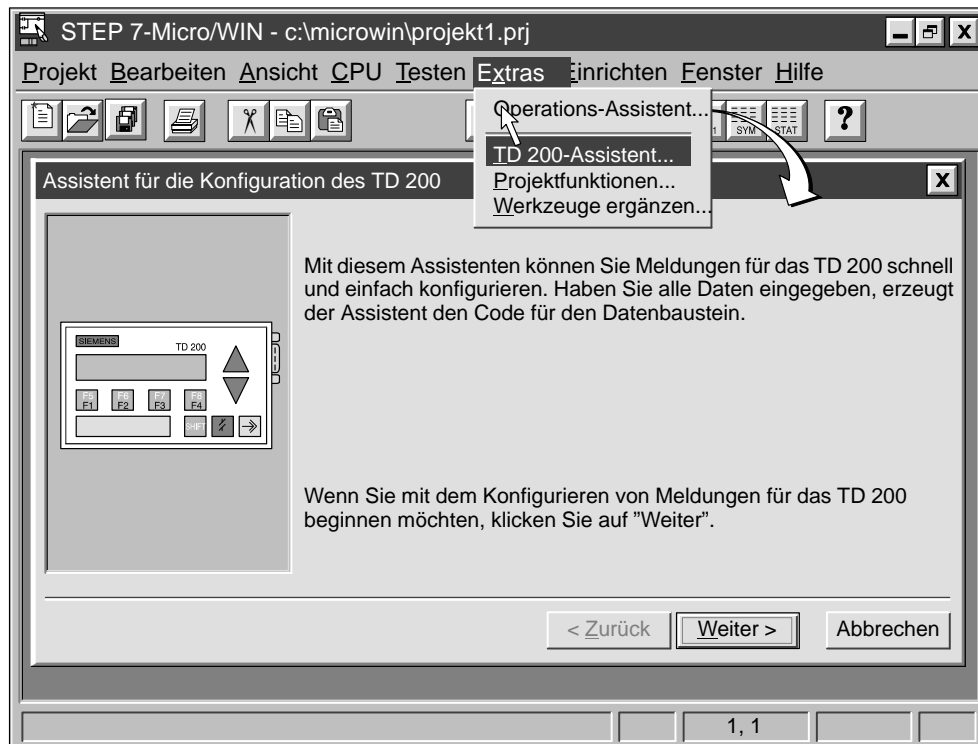 STEP 7-Micro/WIN - c:\microwin\projekt1.prj
Projekt Bearbeiten Ansicht CPU Testen Extras Einrichten Fenster Hilfe
Operations-Assistent...
TD 200-Assistent...
Projektfunktionen...
Werkzeuge ergänzen...
1 SYM STAT ?
Assistent für die Konfiguration des TD 200
Mit diesem Assistenten können Sie Meldungen für das TD 200 schnell
und einfach konfigurieren. Haben Sie alle Daten eingegeben, erzeugt
der Assistent den Code für den Datenbaustein.
SIEMENS
TD 200
F5 F6 F7 F8
F1 F2 F3 F4
SHIFT
Wenn Sie mit dem Konfigurieren von Meldungen für das TD 200
beginnen möchten, klicken Sie auf ”Weiter”.
< Zurück Weiter > Abbrechen
1, 1